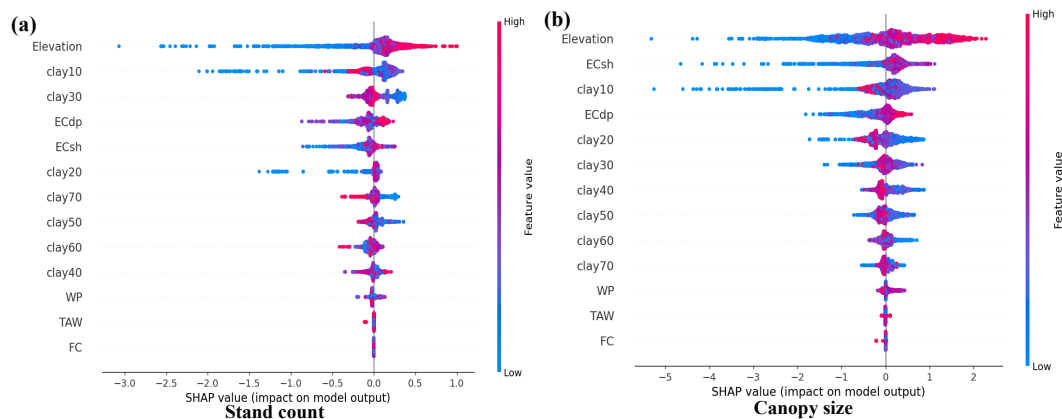 (a)
High
Elevation
clay10
clay30
ECdp
ECsh
clay20
clay70
clay50
clay60
clay40
WP
TAW
FC
Feature value
Low
−3.0 −2.5 −2.0 −1.5 −1.0 −0.5 0.0 0.5 1.0
SHAP value (impact on model output)
Stand count
(b)
High
Elevation
ECsh
clay10
ECdp
clay20
clay30
clay40
clay50
clay60
clay70
WP
TAW
FC
Feature value
Low
−5 −4 −3 −2 −1 0 1 2
SHAP value (impact on model output)
Canopy size